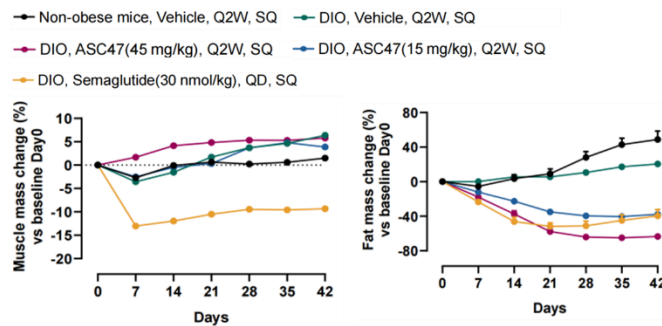 Non-obese mice, Vehicle, Q2W, SQ
DIO, Vehicle, Q2W, SQ
DIO, ASC47(45 mg/kg), Q2W, SQ
DIO, ASC47(15 mg/kg), Q2W, SQ
DIO, Semaglutide(30 nmol/kg), QD, SQ
Muscle mass change (%)
vs baseline Day0
10
5
0
-5
-10
-15
-20
0 7 14 21 28 35 42
Days
Fat mass change (%)
vs baseline Day0
80
40
0
-40
-80
0 7 14 21 28 35 42
Days